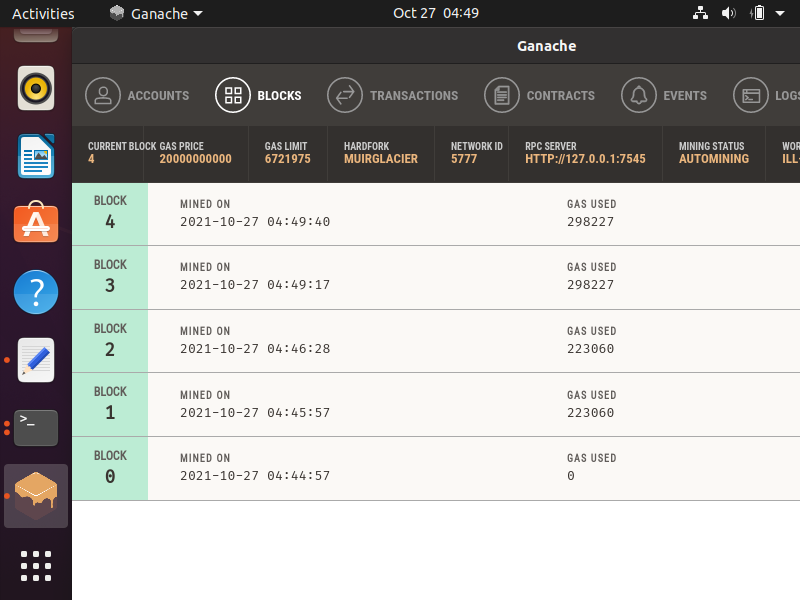 Activities Ganache Oct 27 04:49
Ganache
ACCOUNTS BLOCKS TRANSACTIONS CONTRACTS EVENTS LOGS
CURRENT BLOCK GAS PRICE GAS LIMIT HARDFORK NETWORK ID RPC SERVER MINING STATUS WOR
4 20000000000 6721975 MUIRGLACIER 5777 HTTP://127.0.0.1:7545 AUTOMINING ILL-
BLOCK MINED ON GAS USED
4 2021-10-27 04:49:40 298227
BLOCK MINED ON GAS USED
3 2021-10-27 04:49:17 298227
BLOCK MINED ON GAS USED
2 2021-10-27 04:46:28 223060
BLOCK MINED ON GAS USED
1 2021-10-27 04:45:57 223060
BLOCK MINED ON GAS USED
0 2021-10-27 04:44:57 0